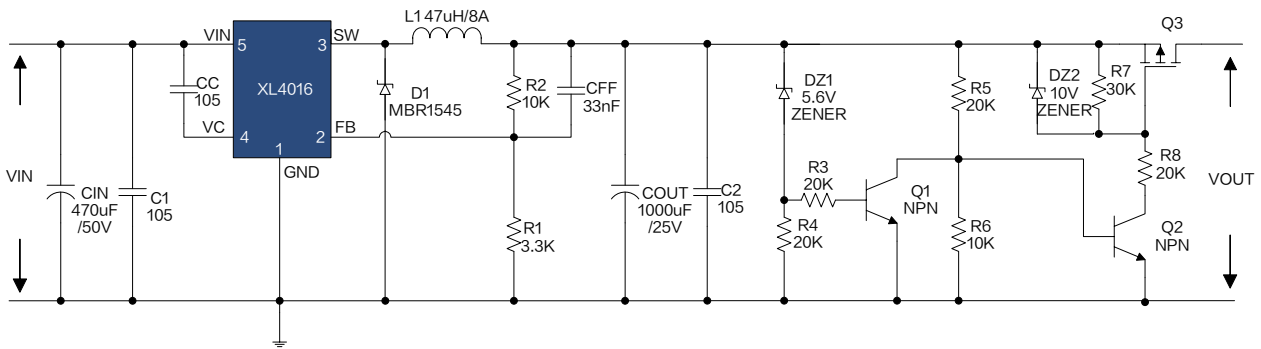 L1 47uH/8A
Q3
VIN
5
3
SW
XL4016
CC
105
VC
4
2
FB
1
GND
D1
MBR1545
R2
10K
CFF
33nF
DZ1
5.6V
ZENER
R5
20K
DZ2
10V
ZENER
R7
30K
VIN
CIN
470uF
/50V
C1
105
R1
3.3K
COUT
1000uF
/25V
C2
105
R3
20K
R4
20K
Q1
NPN
R6
10K
R8
20K
Q2
NPN
VOUT